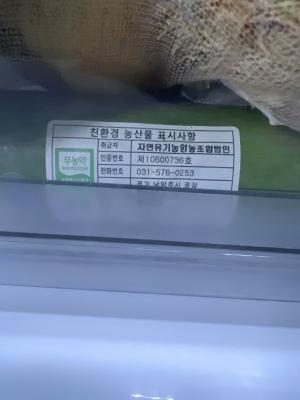 친환경 농산물 표시사항
무농약
취급자 자연유기농영농조합법인
인증번호 제10600736호
전화번호 031-578-0253